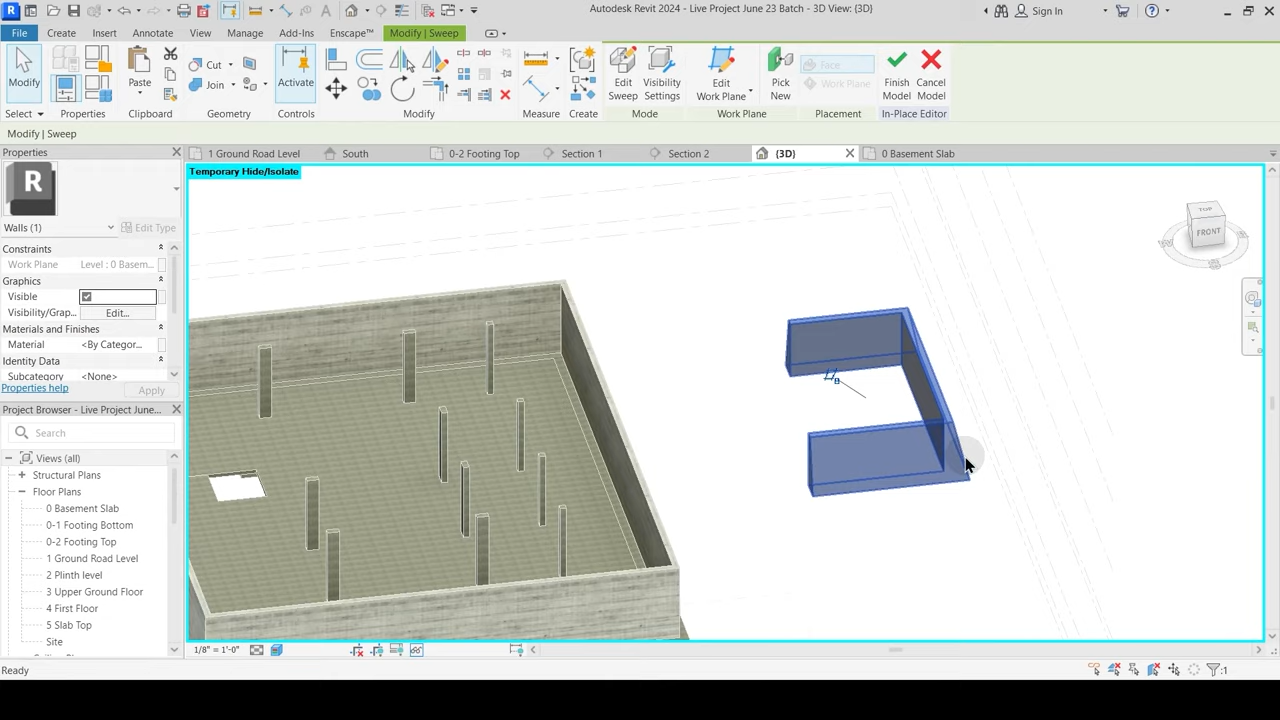 Autodesk Revit 2024 - Live Project June 23 Batch - 3D View: {3D}
Sign In
File
Create
Insert
Annotate
View
Manage
Add-Ins
Enscape™
Modify | Sweep
Modify
Paste
Cut
Join
Activate
Edit
Sweep
Visibility
Settings
Edit
Work Plane
Pick
New
Face
Work Plane
Finish
Model
Cancel
Model
Select
Properties
Clipboard
Geometry
Controls
Modify
Measure
Create
Mode
Work Plane
Placement
In-Place Editor
Modify | Sweep
Properties
1 Ground Road Level
South
0-2 Footing Top
Section 1
Section 2
{3D}
0 Basement Slab
R
Temporary Hide/Isolate
Walls (1)
Edit Type
Constraints
Work Plane
Level : 0 Basem...
Graphics
Visible
Visibility/Grap...
Edit...
Materials and Finishes
Material
<By Categor...
Identity Data
Subcategory
<None>
Properties help
Apply
TOP
FRONT
Project Browser - Live Project June...
Search
Views (all)
Structural Plans
Floor Plans
0 Basement Slab
0-1 Footing Bottom
0-2 Footing Top
1 Ground Road Level
2 Plinth level
3 Upper Ground Floor
4 First Floor
5 Slab Top
Site
1/8" = 1'-0"
Ready
:1